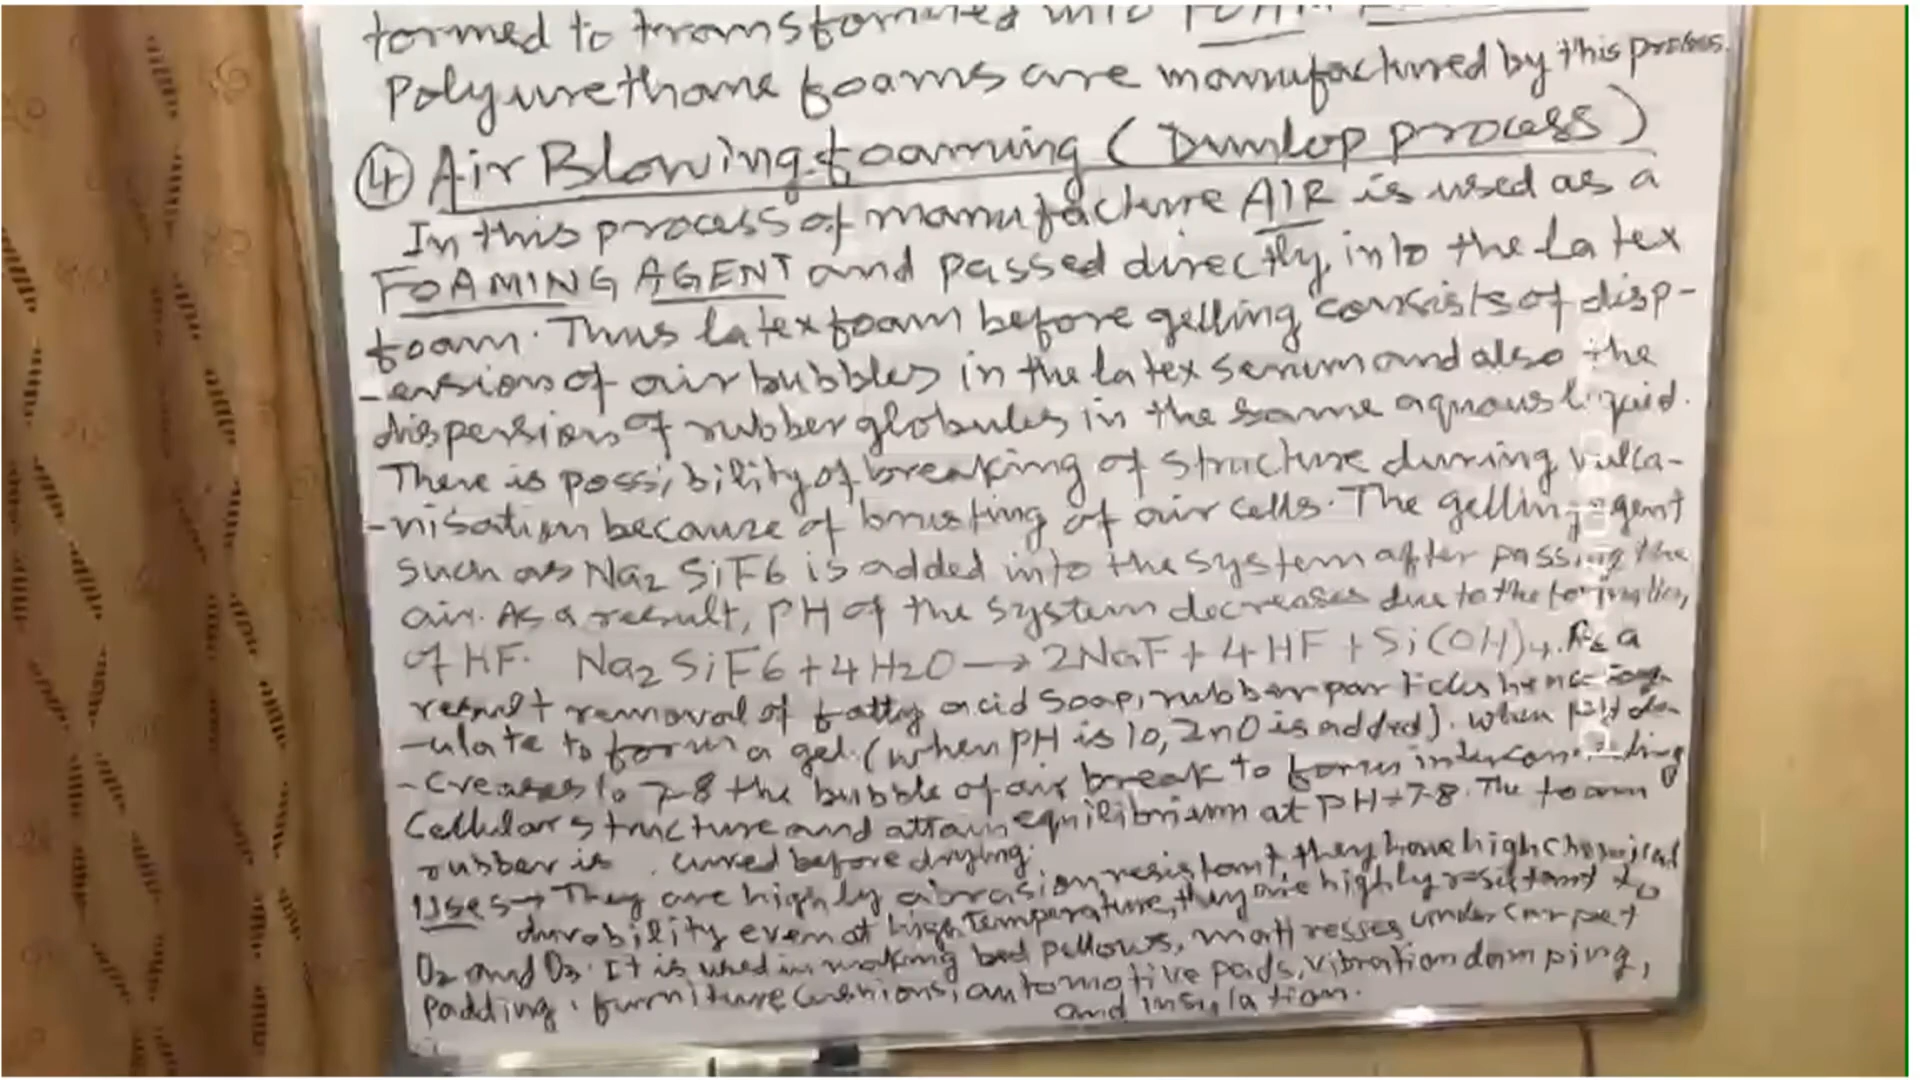 formed to transformed into FOAM
Polyurethane foams are manufactured by this process.
④ Air Blowing foaming (Dunlop process)
In this process of manufacture AIR is used as a
FOAMING AGENT and passed directly into the latex
foam. Thus latex foam before gelling consists of disp-
-ersion of air bubbles in the latex serum and also the
dispersion of rubber globules in the same aquous liquid.
There is possibility of breaking of structure during vulca-
-nisation because of brusting of air cells. The gelling agent
such as Na2 SiF6 is added into the system after passing the
air. As a result, PH of the system decreases due to the formation
of HF. Na2 SiF6 + 4H2O → 2NaF + 4HF + Si(OH)4. As a
result removal of fatty acid soap, rubber particles hence
-ulate to form a gel. (when PH is 10, ZnO is added). when PH de-
-creases to 7-8 the bubble of air break to form interconnecting
Cellular structure and attain equilibrium at PH=7-8. The foam
rubber is cured before drying.
Uses → They are highly abrasion resistant, they have high chemical
durability even at high temperature, they are highly resistant to
O2 and O3. It is used in making bed pillows, mattresses under carpet
padding, furniture cushions, automotive pads, vibration damping,
and insulation.